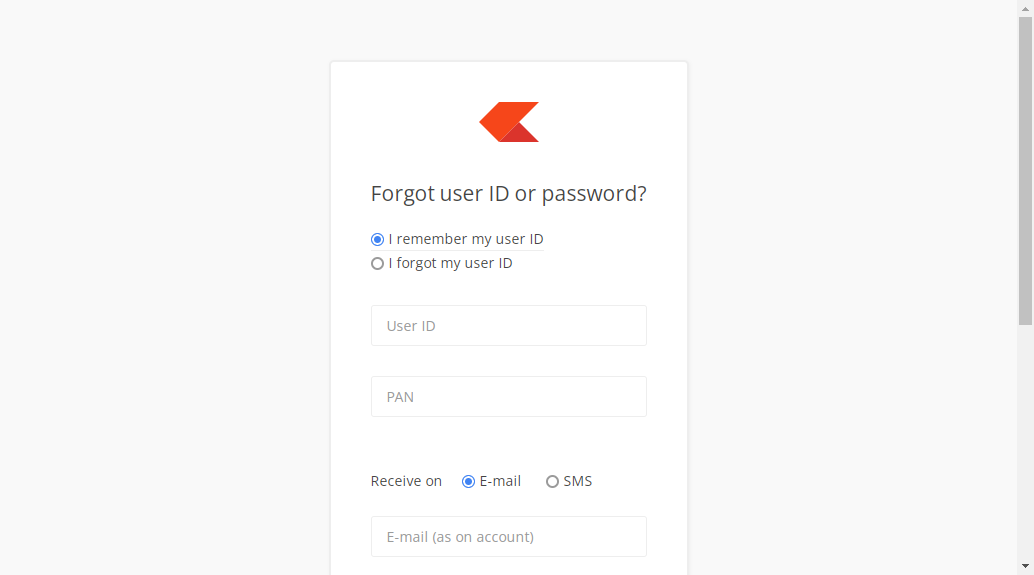 Forgot user ID or password?
I remember my user ID
I forgot my user ID
User ID
PAN
Receive on E-mail SMS
E-mail (as on account)